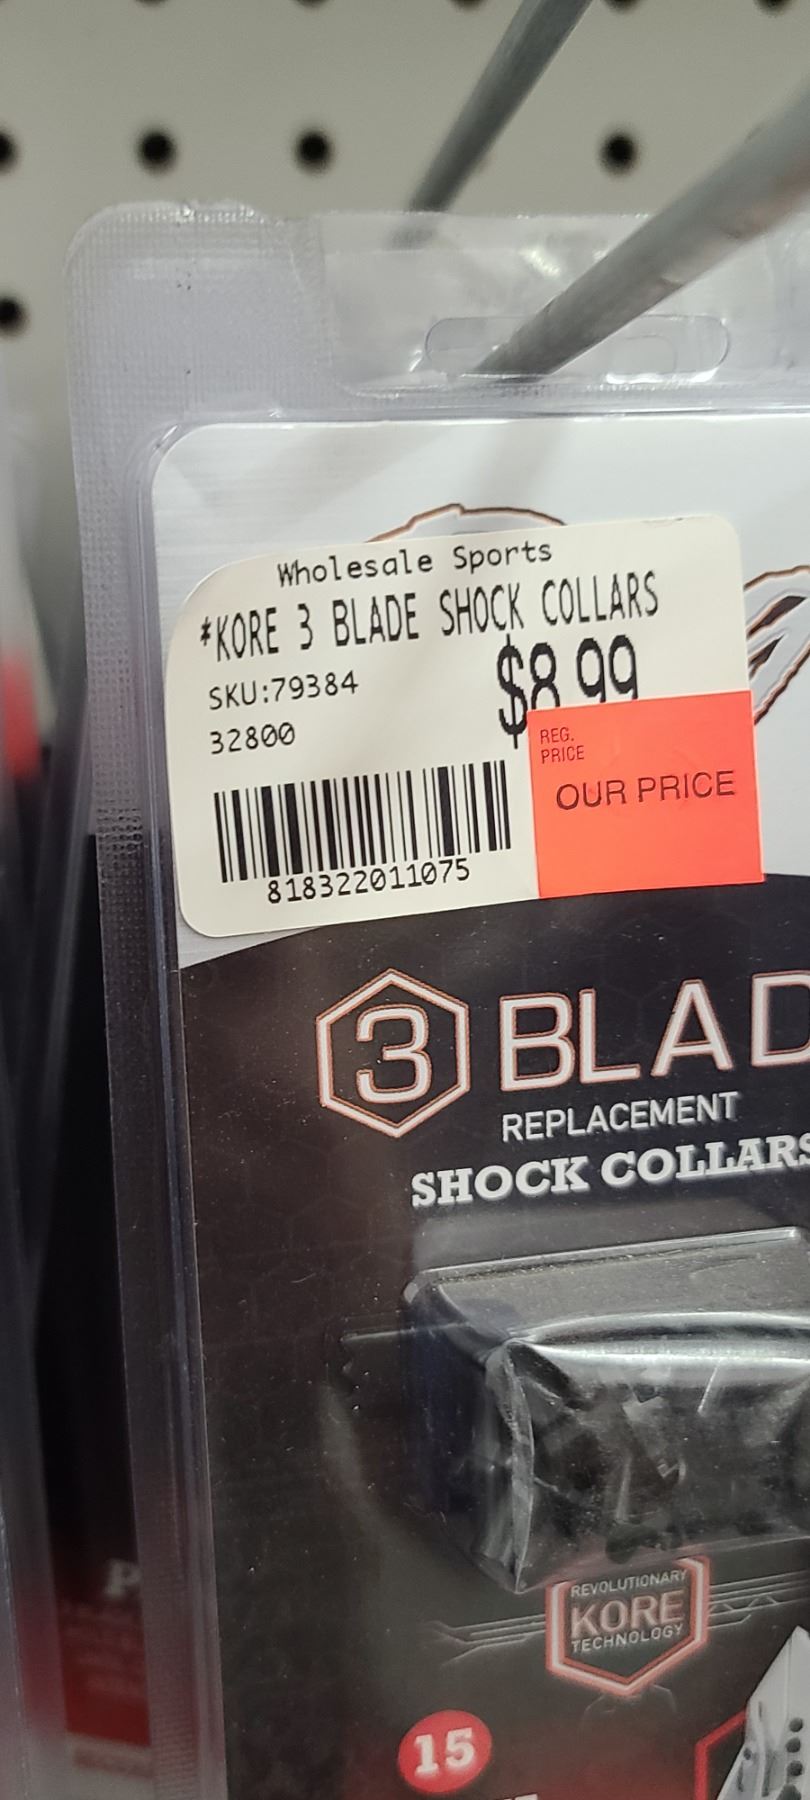 Wholesale Sports
*KORE 3 BLADE SHOCK COLLARS
SKU:79384
$8.99
32800
REG.
PRICE
OUR PRICE
818322011075
3 BLAD
REPLACEMENT
SHOCK COLLARS
REVOLUTIONARY
KORE
TECHNOLOGY
P
15